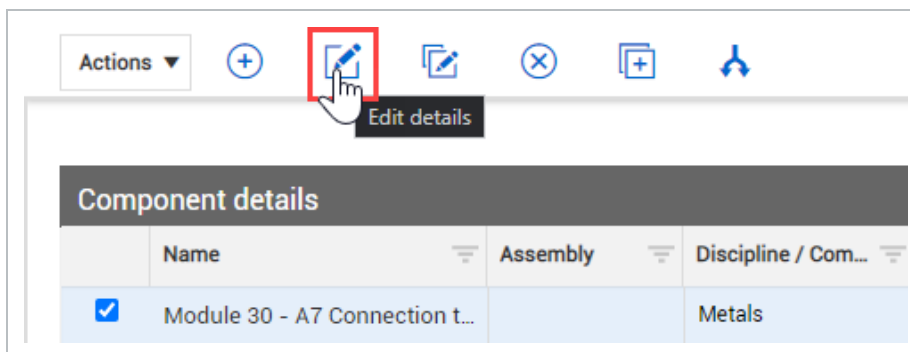 Actions
Edit details
Component details
Name Assembly Discipline / Com...
Module 30 - A7 Connection t... Metals